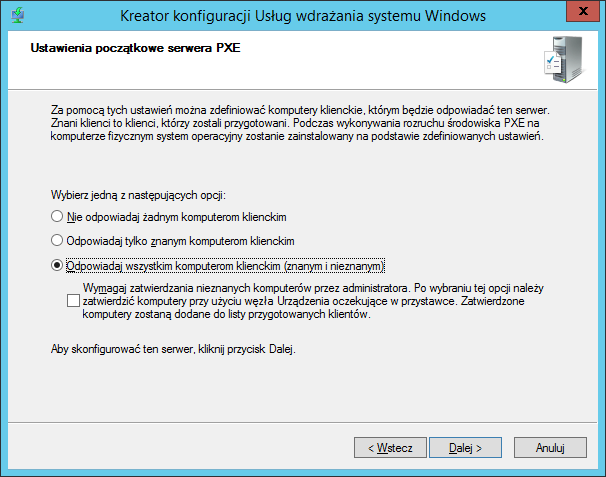 Kreator konfiguracji Usług wdrażania systemu Windows
x
Ustawienia początkowe serwera PXE
Za pomocą tych ustawień można zdefiniować komputery klienckie, którym będzie odpowiadać ten serwer.
Znani klienci to klienci, którzy zostali przygotowani. Podczas wykonywania rozruchu środowiska PXE na
komputerze fizycznym system operacyjny zostanie zainstalowany na podstawie zdefiniowanych ustawień.
Wybierz jedną z następujących opcji:
Nie odpowiadaj żadnym komputerom klienckim
Odpowiadaj tylko znanym komputerom klienckim
Odpowiadaj wszystkim komputerom klienckim (znanym i nieznanym)
Wymagaj zatwierdzania nieznanych komputerów przez administratora. Po wybraniu tej opcji należy
zatwierdzić komputery przy użyciu węzła Urządzenia oczekujące w przystawce. Zatwierdzone
komputery zostaną dodane do listy przygotowanych klientów.
Aby skonfigurować ten serwer, kliknij przycisk Dalej.
< Wstecz
Dalej >
Anuluj